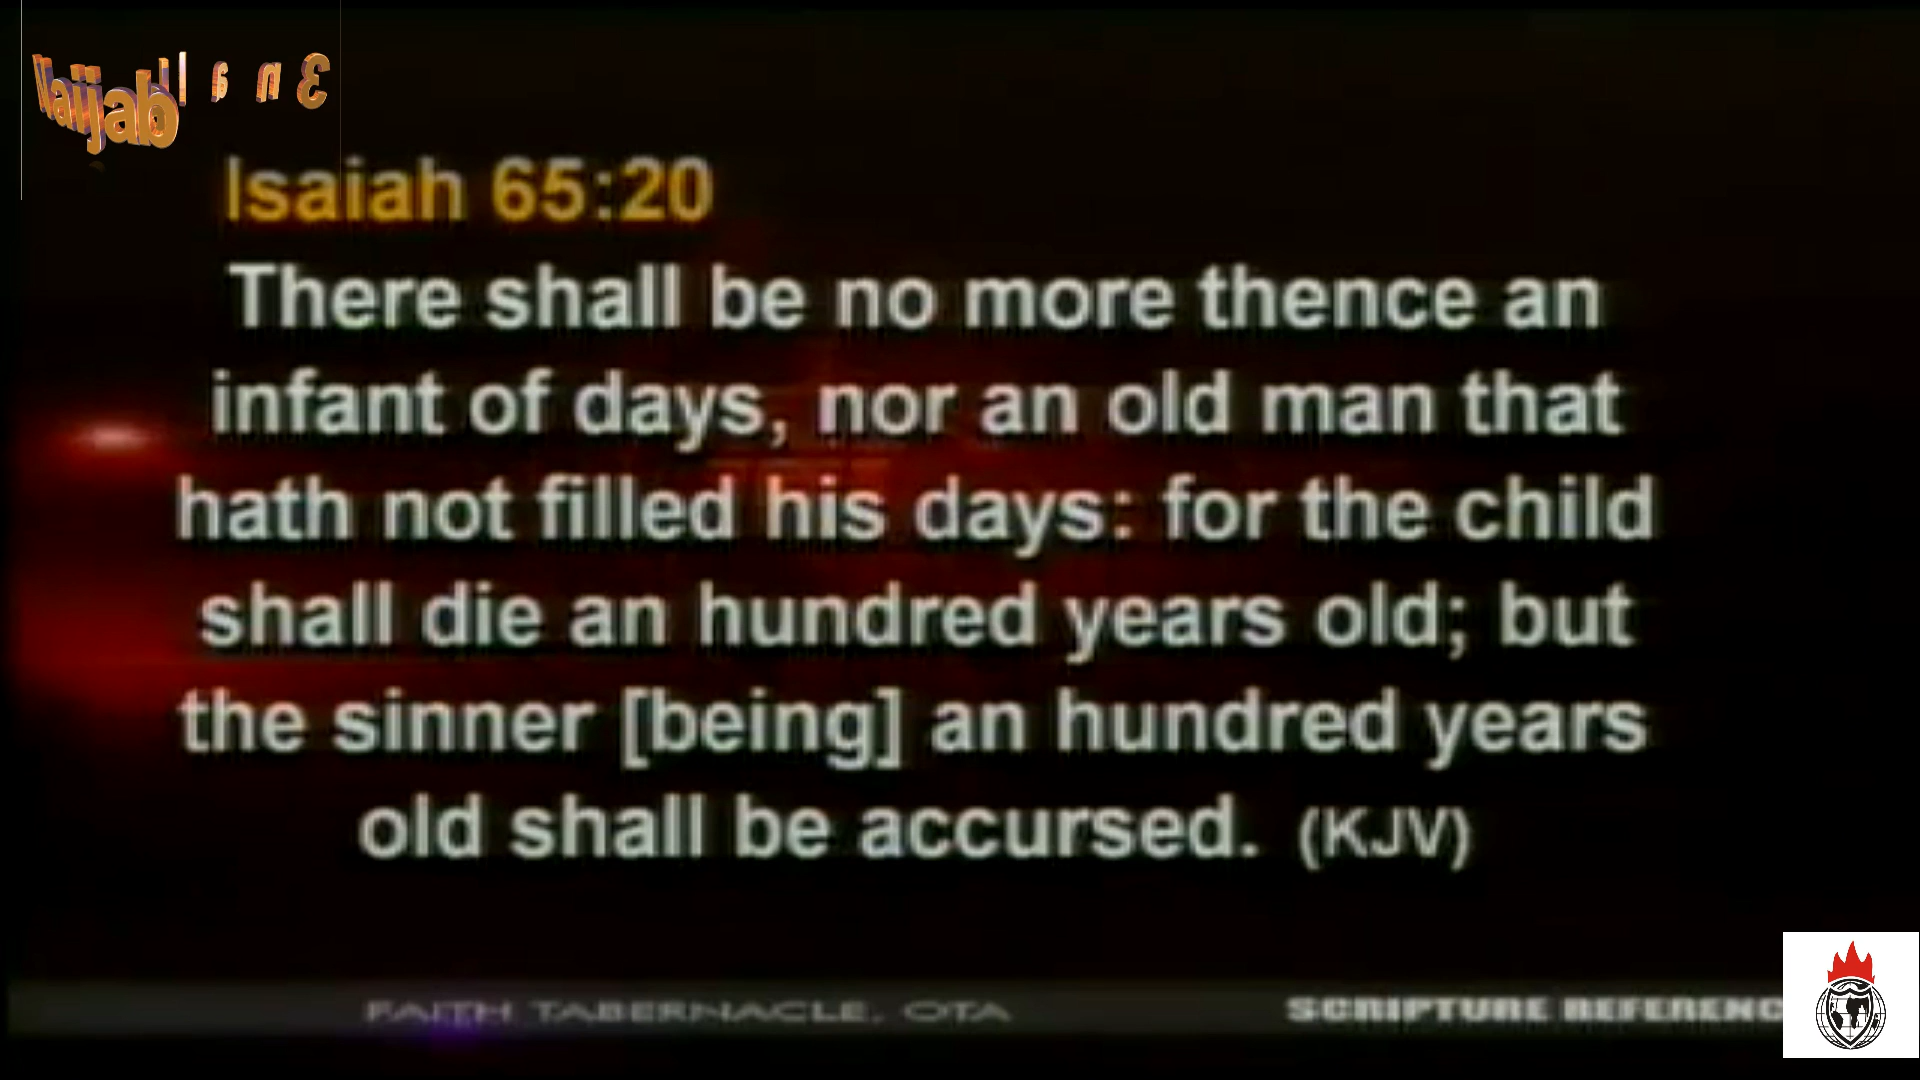 Isaiah 65:20
There shall be no more thence an
infant of days, nor an old man that
hath not filled his days: for the child
shall die an hundred years old; but
the sinner [being] an hundred years
old shall be accursed. (KJV)
FAITH TABERNACLE, OTA
SCRIPTURE